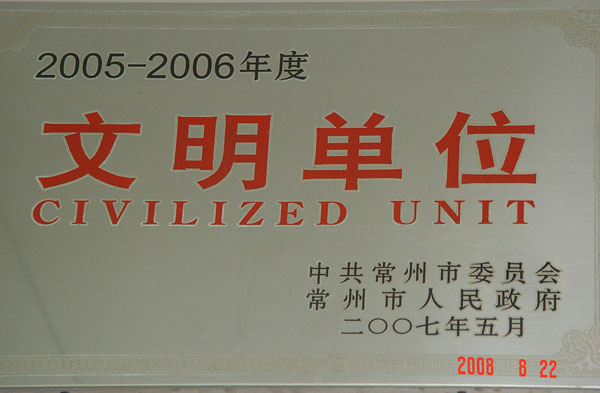 2005-2006年度
文明单位
CIVILIZED UNIT
中共常州市委员会
常州市人民政府
二〇〇七年五月
2008 8 22